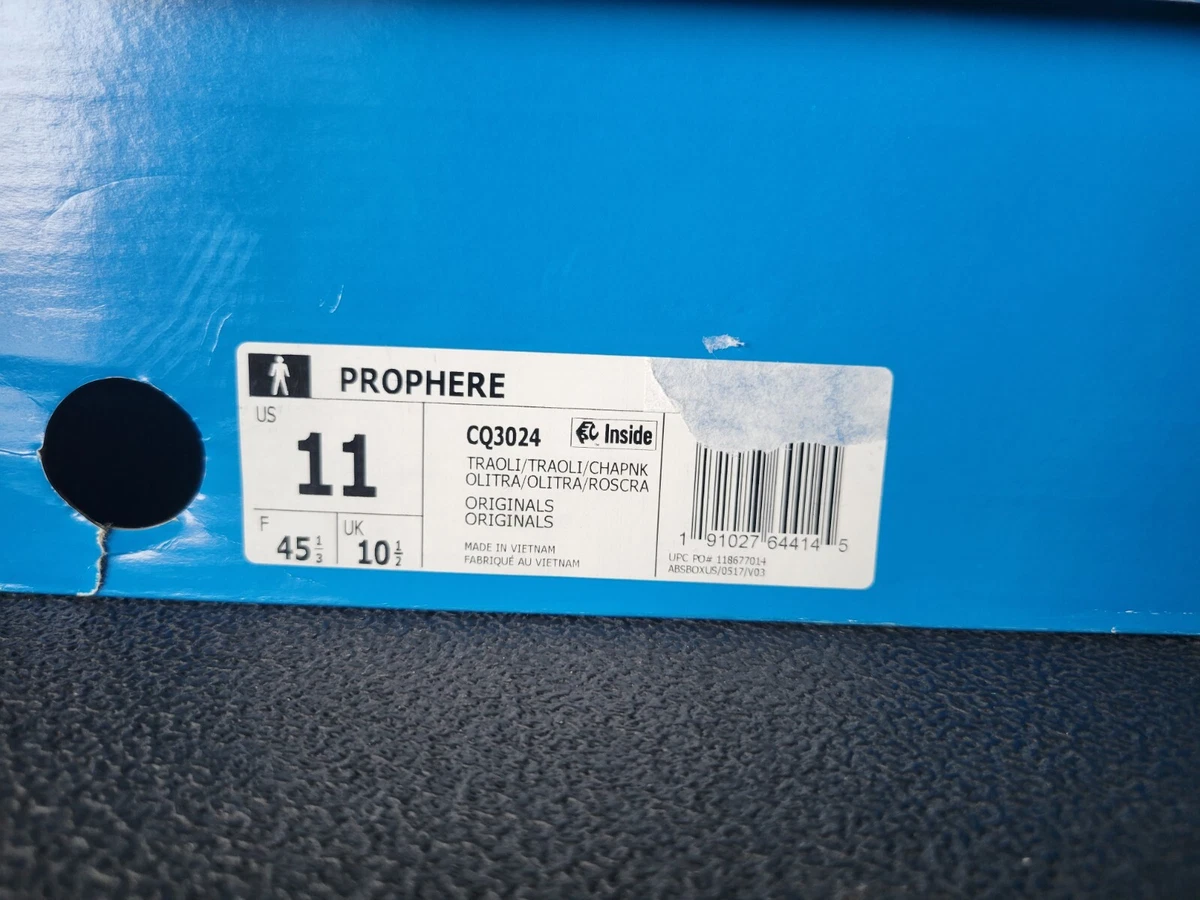 PROPHERE
US
11
F
45 1/3
UK
10 1/2
CQ3024
Inside
TRAOLI/TRAOLI/CHAPNK
OLITRA/OLITRA/ROSCRA
ORIGINALS
ORIGINALS
MADE IN VIETNAM
FABRIQUÉ AU VIETNAM
1 91027 64414 5
UPC PO# 118677014
ABSBOXUS/0517/V03